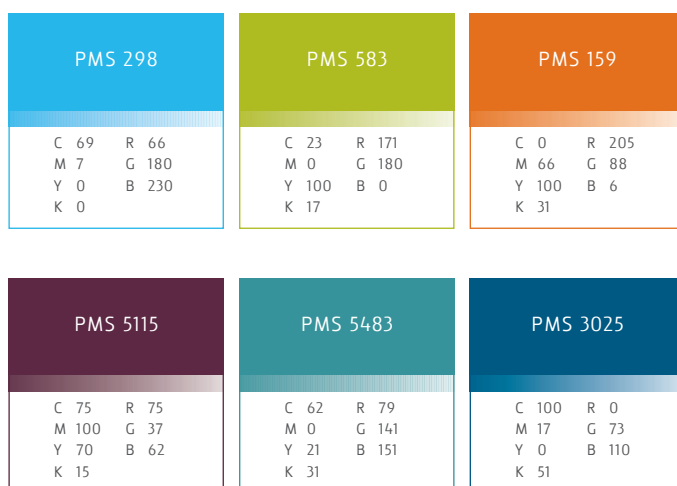 PMS 298
C 69 R 66
M 7 G 180
Y 0 B 230
K 0
PMS 583
C 23 R 171
M 0 G 180
Y 100 B 0
K 17
PMS 159
C 0 R 205
M 66 G 88
Y 100 B 6
K 31
PMS 5115
C 75 R 75
M 100 G 37
Y 70 B 62
K 15
PMS 5483
C 62 R 79
M 0 G 141
Y 21 B 151
K 31
PMS 3025
C 100 R 0
M 17 G 73
Y 0 B 110
K 51